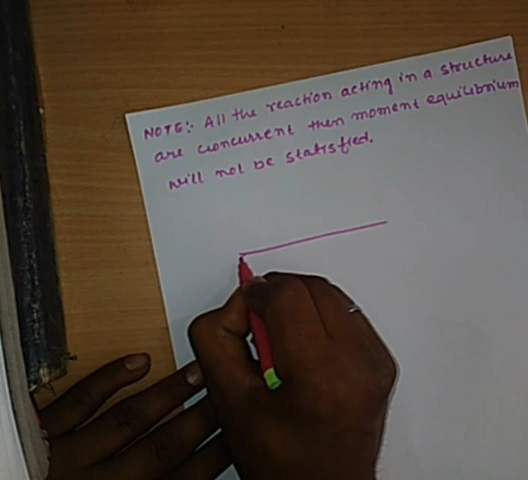 NOTE:- All the reaction acting in a structure
are concurrent then moment equilibrium
will not be statisfied.